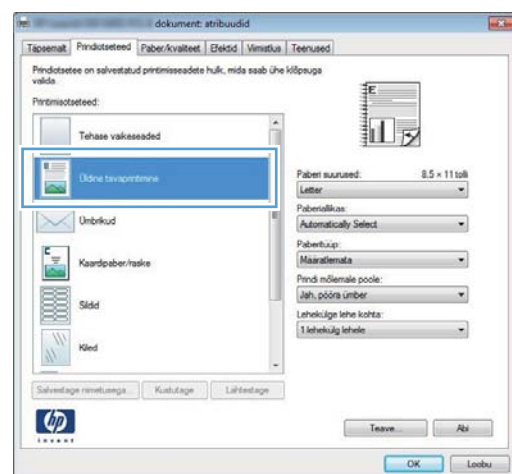 dokument: atribuudid
Täpsemalt Prindiotseteed Paber/kvaliteet Efektid Viimistlus Teenused
Prindiotsetee on salvestatud printimisseadete hulk, mida saab ühe klõpsuga
valida.
Printimisotseteed:
Tehase vaikeseaded
Üldine tavaprintimine
Ümbrikud
Kaardipaber/raske
Sildid
Kiled
E
Paberi suurused: 8.5 × 11 tolli
Letter
Paberiallikas:
Automatically Select
Paberitüüp:
Määratlemata
Prindi mõlemale poole:
Jah, pööra ümber
Lehekülgi lehe kohta:
1 lehekülg lehele
Salvestage nimetusega... Kustutage Lähtestage
hp
invent
Teave... Abi
OK Loobu